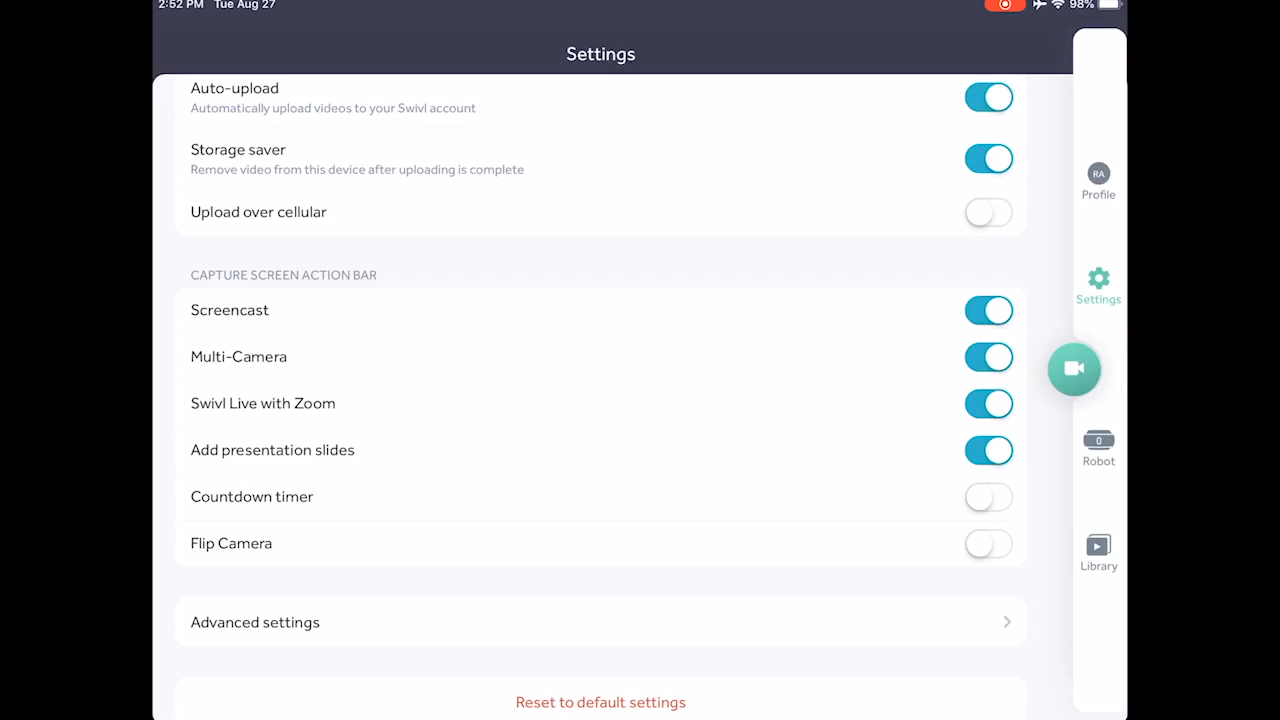 2:52 PM Tue Aug 27
98%
Settings
Auto-upload
Automatically upload videos to your Swivl account
Storage saver
Remove video from this device after uploading is complete
Upload over cellular
CAPTURE SCREEN ACTION BAR
Screencast
Multi-Camera
Swivl Live with Zoom
Add presentation slides
Countdown timer
Flip Camera
Advanced settings
Reset to default settings
RA
Profile
Settings
0
Robot
Library